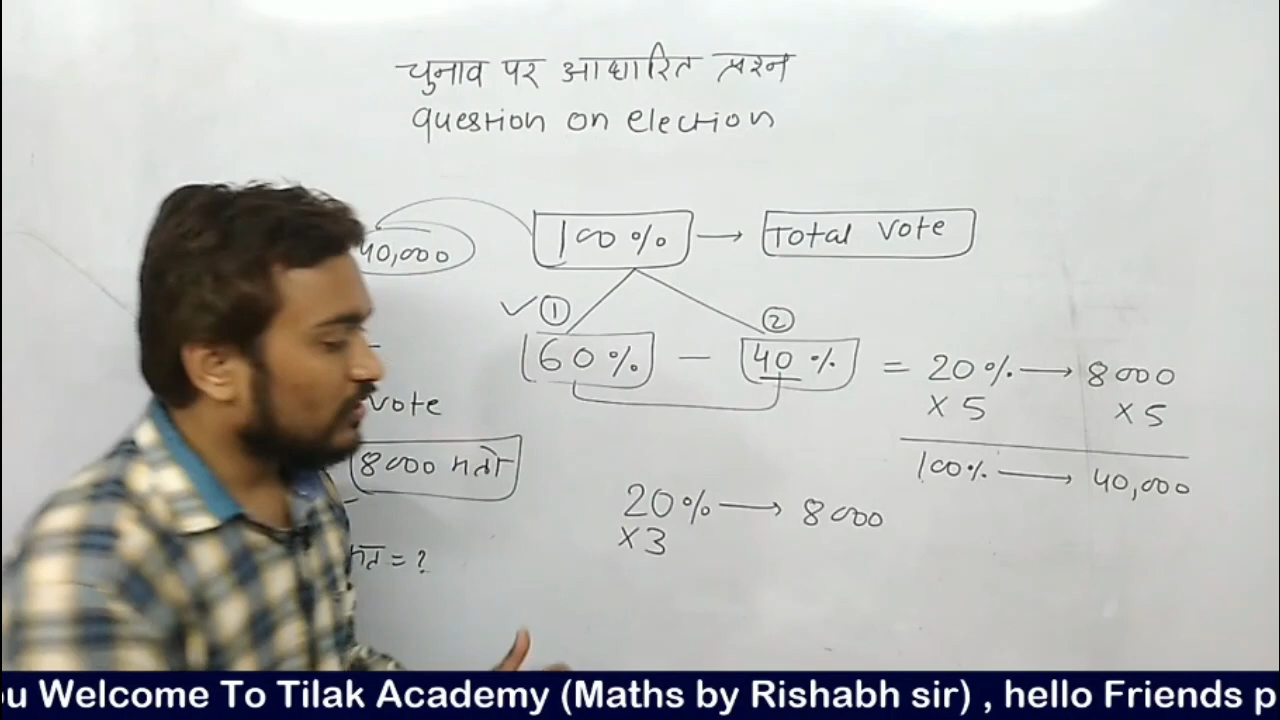 चुनाव पर आधारित प्रश्न
question on election
40,000
100% → Total vote
✓ ① ②
60% - 40% = 20% → 8000
×5 ×5
100% → 40,000
vote
8000 मतो
20% → 8000
×3
मत = ?
u Welcome To Tilak Academy (Maths by Rishabh sir) , hello Friends p